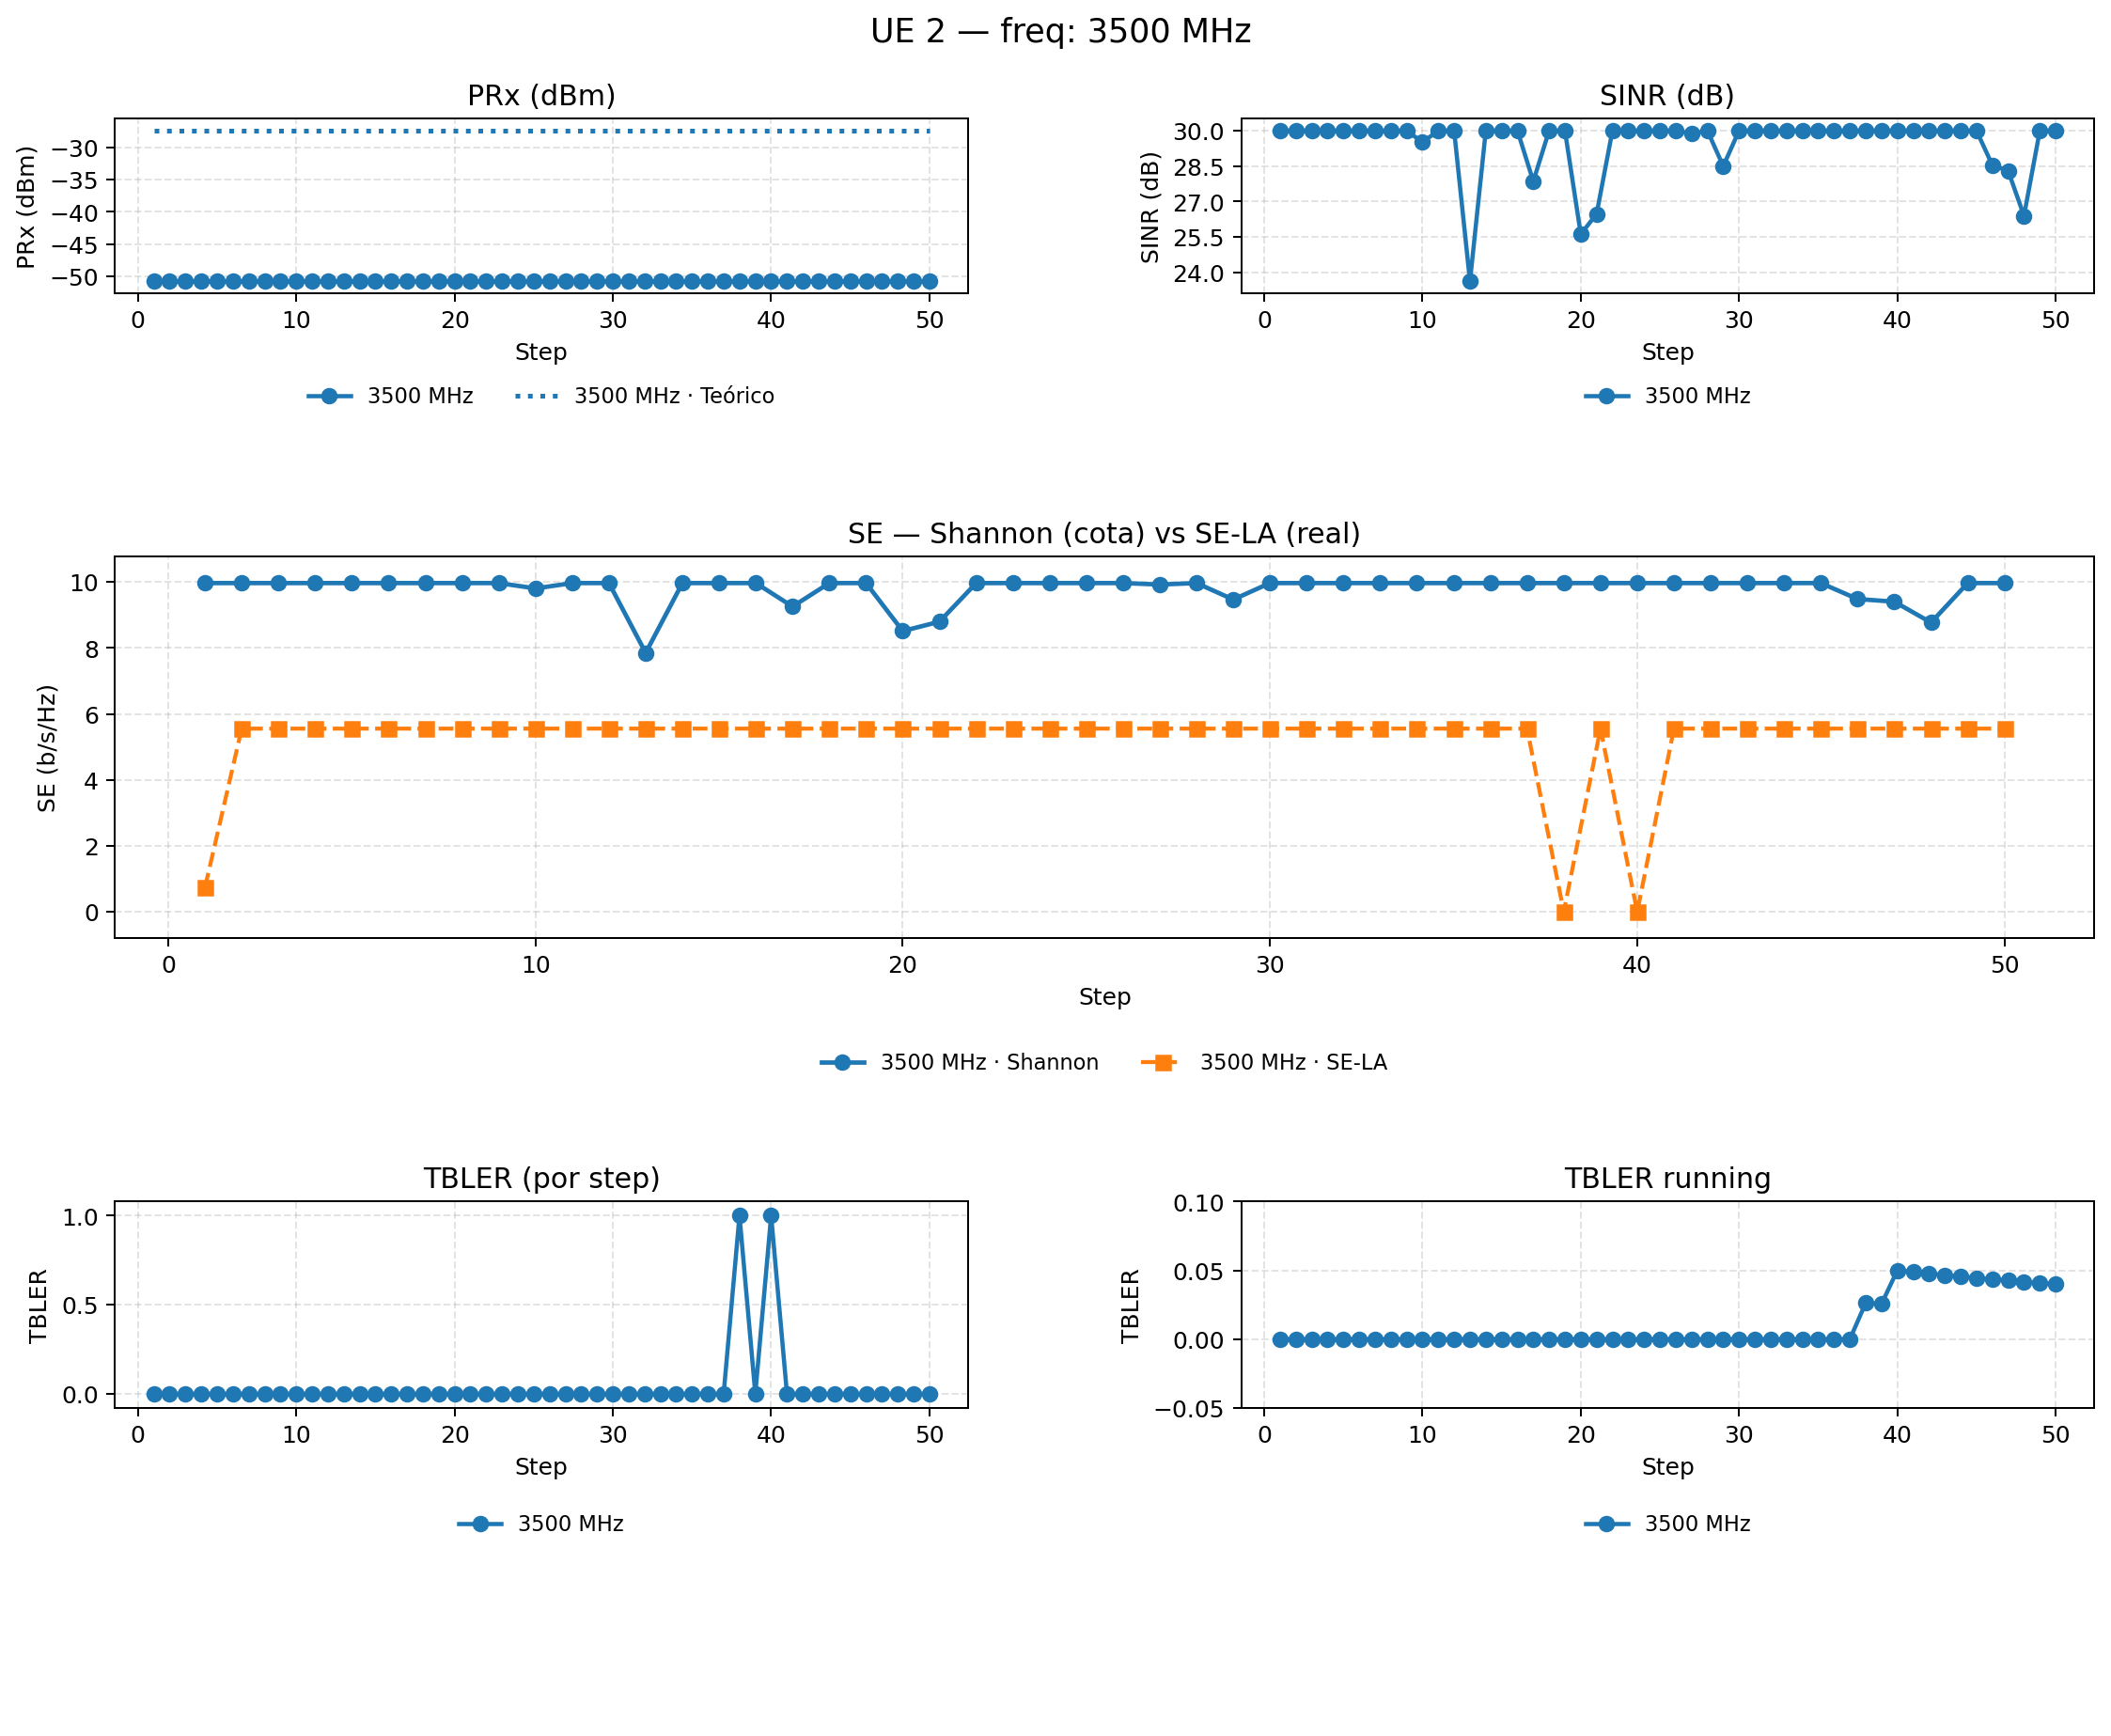 UE 2 — freq: 3500 MHz
PRx (dBm)
PRx (dBm)
−30
−35
−40
−45
−50
0 10 20 30 40 50
Step
3500 MHz 3500 MHz · Teórico
SINR (dB)
SINR (dB)
30.0
28.5
27.0
25.5
24.0
0 10 20 30 40 50
Step
3500 MHz
SE — Shannon (cota) vs SE-LA (real)
SE (b/s/Hz)
10
8
6
4
2
0
0 10 20 30 40 50
Step
3500 MHz · Shannon 3500 MHz · SE-LA
TBLER (por step)
TBLER
1.0
0.5
0.0
0 10 20 30 40 50
Step
3500 MHz
TBLER running
TBLER
0.10
0.05
0.00
−0.05
0 10 20 30 40 50
Step
3500 MHz